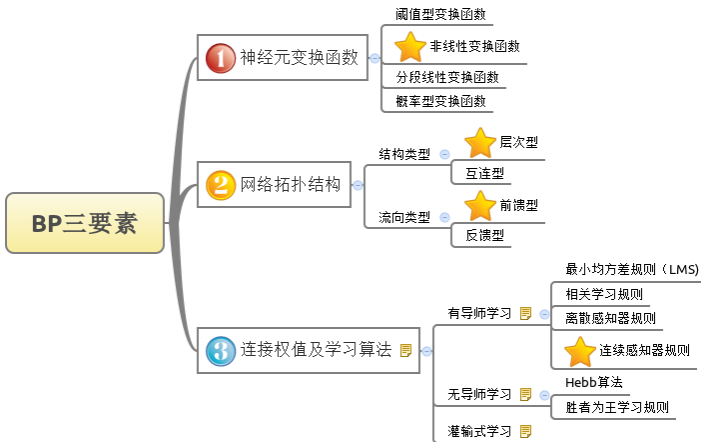 BP三要素
1
神经元变换函数
阈值型变换函数
非线性变换函数
分段线性变换函数
概率型变换函数
2
网络拓扑结构
结构类型
层次型
互连型
流向类型
前馈型
反馈型
3
连接权值及学习算法
有导师学习
最小均方差规则（LMS)
相关学习规则
离散感知器规则
连续感知器规则
无导师学习
Hebb算法
胜者为王学习规则
灌输式学习